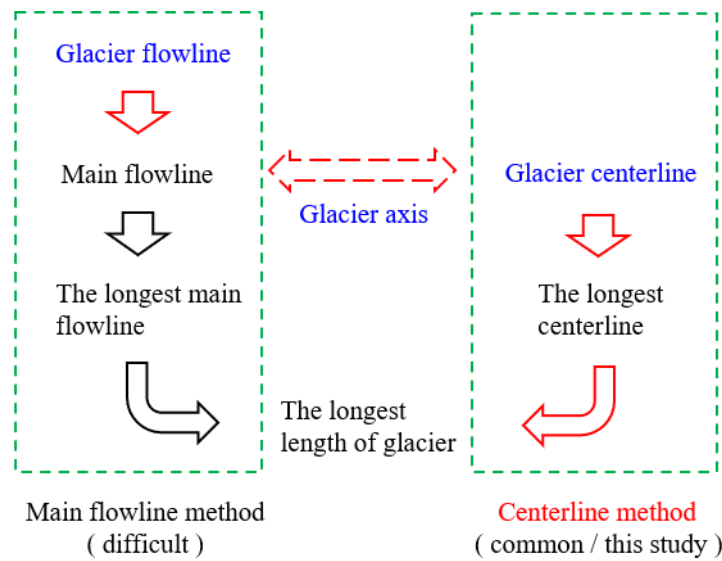 Glacier flowline
Main flowline
The longest main
flowline
Glacier axis
Glacier centerline
The longest
centerline
The longest
length of glacier
Main flowline method
( difficult )
Centerline method
( common / this study )